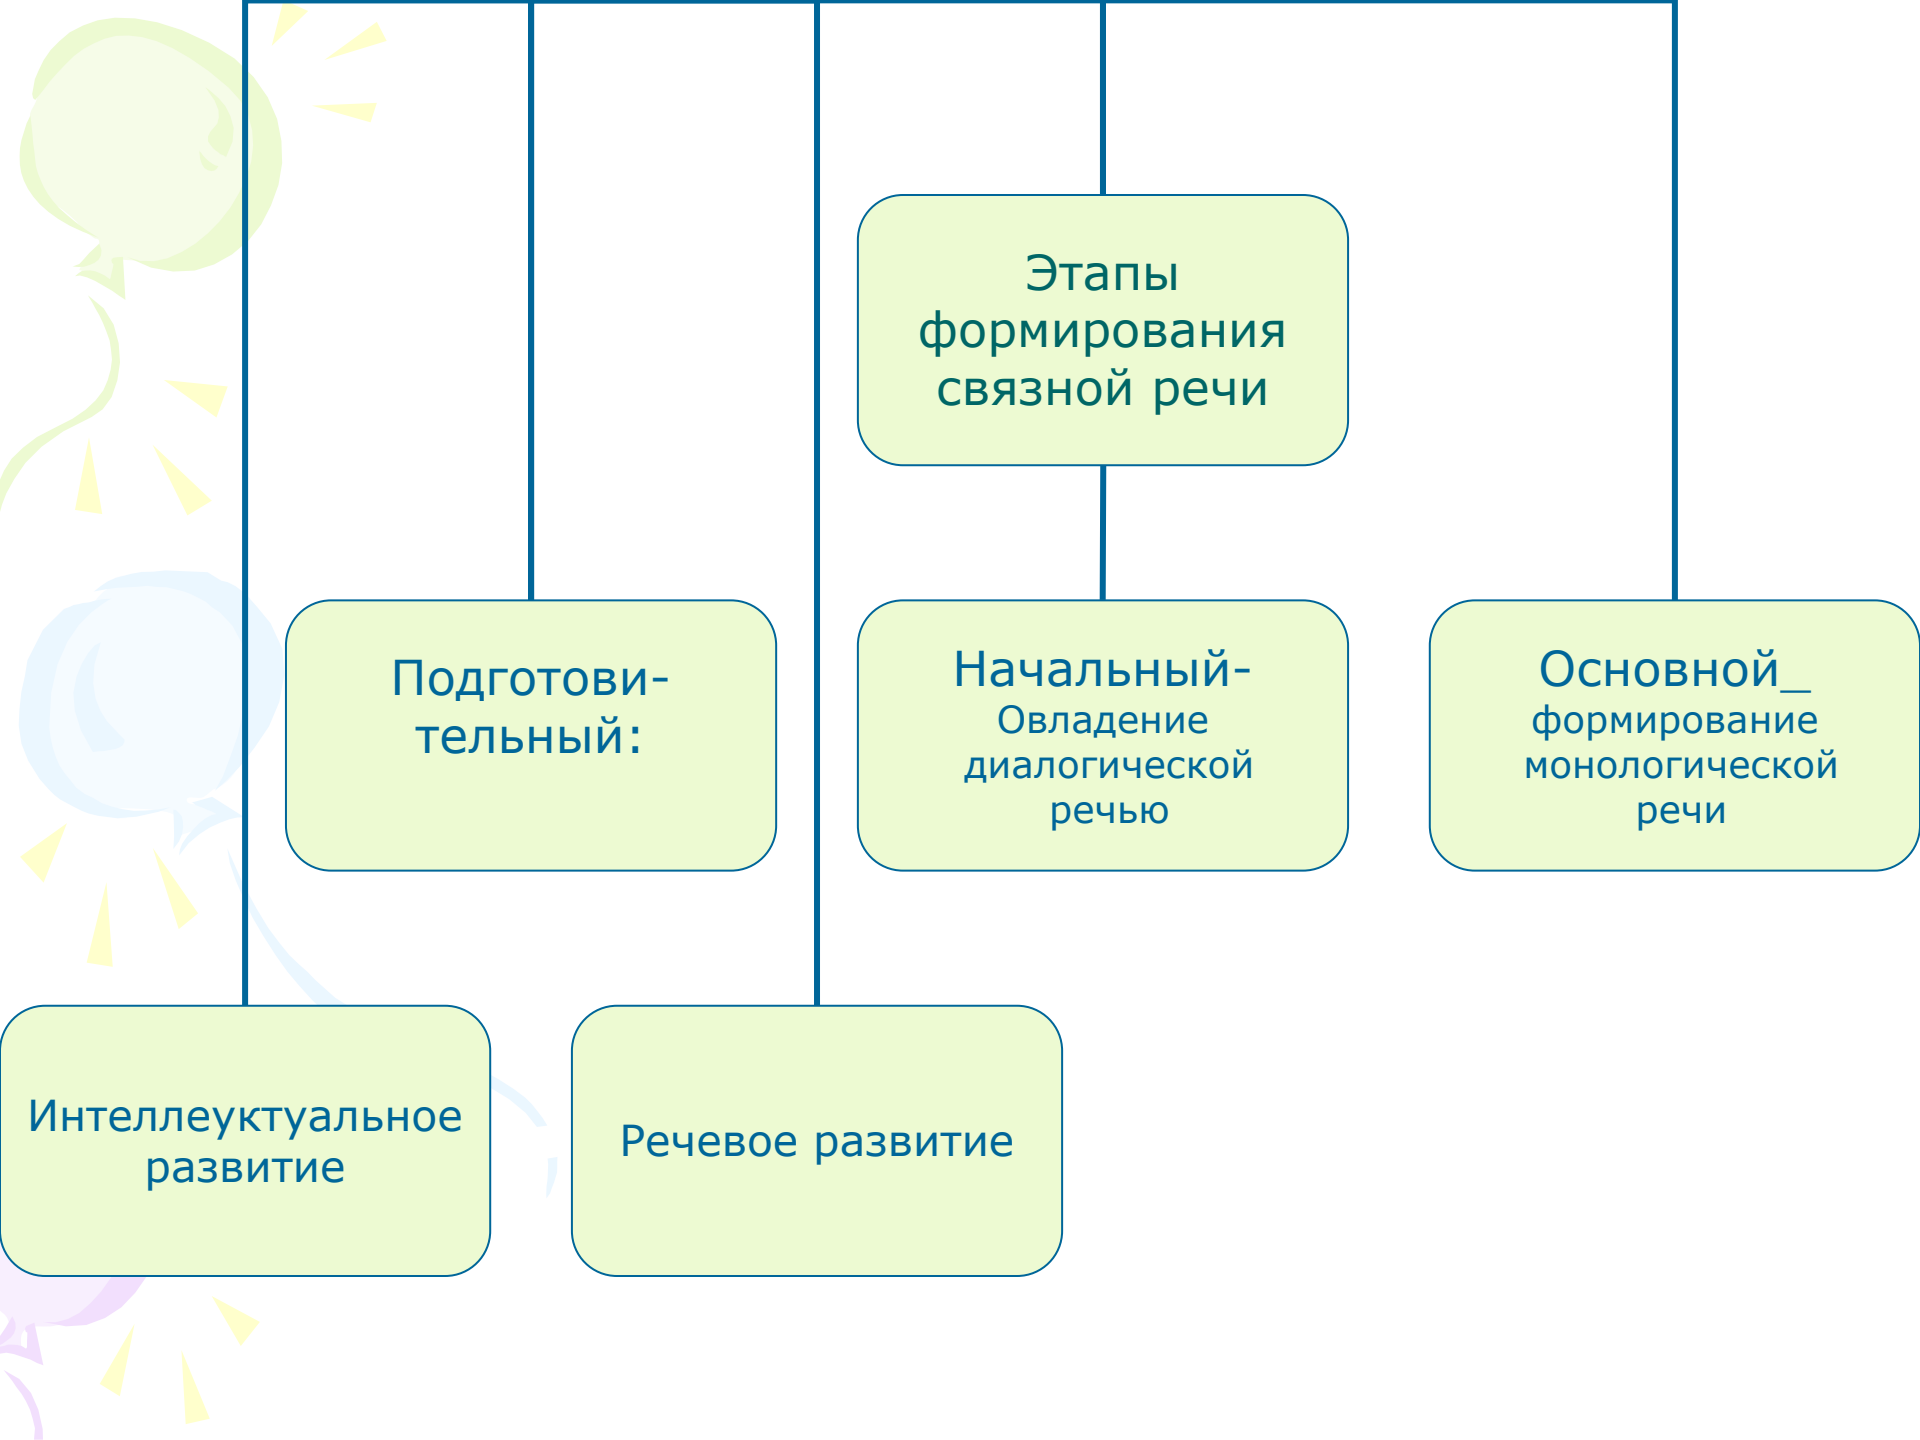 Этапы
формирования
связной речи
Подготови-
тельный:
Начальный-
Овладение
диалогической
речью
Основной_
формирование
монологической
речи
Интеллеуктуальное
развитие
Речевое развитие